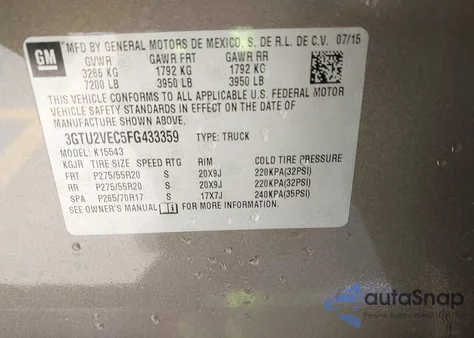 GM
MFD BY GENERAL MOTORS DE MEXICO, S. DE R.L. DE C.V. 07/15
GVWR GAWR FRT GAWR RR
3266 KG 1792 KG 1792 KG
7200 LB 3950 LB 3950 LB
THIS VEHICLE CONFORMS TO ALL APPLICABLE U.S. FEDERAL MOTOR
VEHICLE SAFETY STANDARDS IN EFFECT ON THE DATE OF
MANUFACTURE SHOWN ABOVE.
3GTU2VEC5FG433359 TYPE: TRUCK
MODEL: K15543
KGJR TIRE SIZE SPEED RTG RIM COLD TIRE PRESSURE
FRT P275/55R20 S 20X9J 220KPA(32PSI)
RR P275/55R20 S 20X9J 220KPA(32PSI)
SPA P265/70R17 S 17X7J 240KPA(35PSI)
SEE OWNER'S MANUAL FOR MORE INFORMATION.
autoSnap